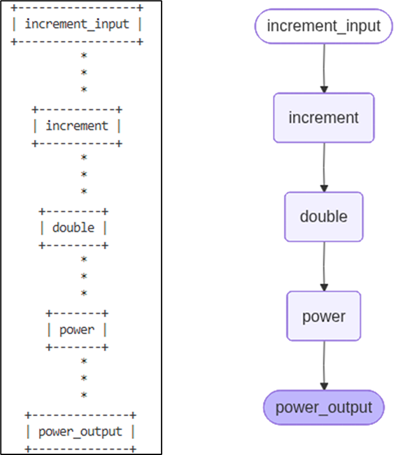 +------------------+
| increment_input |
+------------------+
*
*
*
+-----------+
| increment |
+-----------+
*
*
*
+--------+
| double |
+--------+
*
*
*
+-------+
| power |
+-------+
*
*
*
+--------------+
| power_output |
+--------------+
increment_input
increment
double
power
power_output